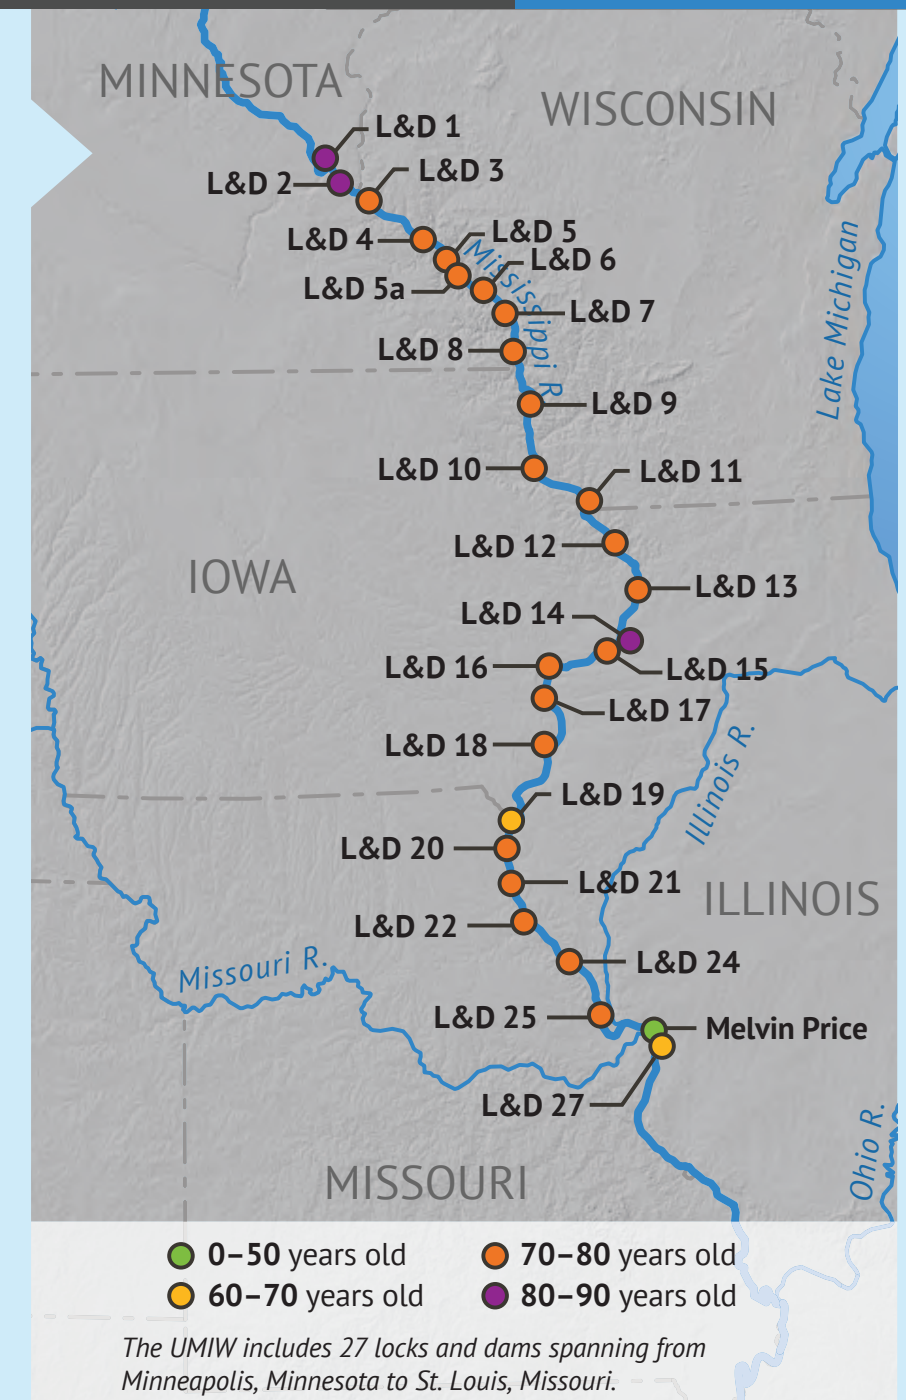 MINNESOTA
WISCONSIN
L&D 1
L&D 3
L&D 2
L&D 4
L&D 5
L&D 6
L&D 5a
Mississippi R.
L&D 7
Lake Michigan
L&D 8
L&D 9
L&D 10
L&D 11
L&D 12
IOWA
L&D 13
L&D 14
L&D 16
L&D 15
L&D 17
L&D 18
Illinois R.
L&D 19
L&D 20
L&D 21
ILLINOIS
L&D 22
L&D 24
Missouri R.
L&D 25
Melvin Price
L&D 27
Ohio R.
MISSOURI
0–50 years old
70–80 years old
60–70 years old
80–90 years old
The UMIW includes 27 locks and dams spanning from
Minneapolis, Minnesota to St. Louis, Missouri.